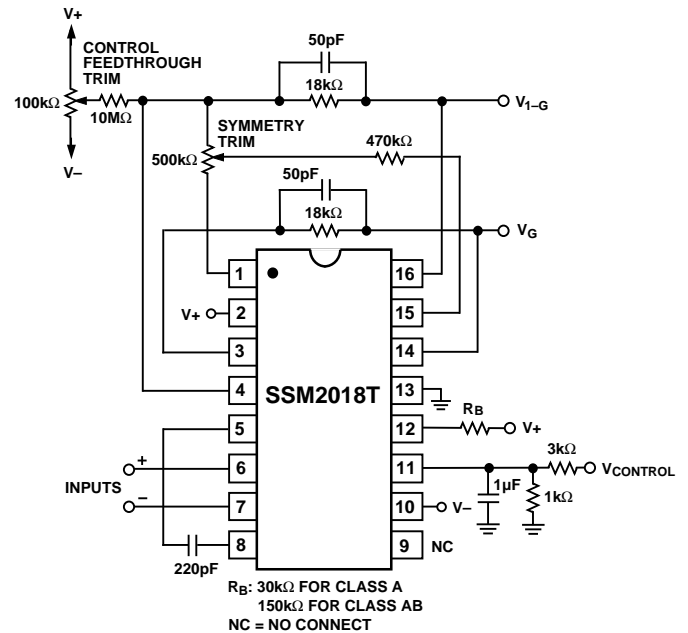 V+
CONTROL
FEEDTHROUGH
TRIM
100kΩ
10MΩ
V–
50pF
18kΩ
V1–G
SYMMETRY
TRIM
500kΩ
470kΩ
50pF
18kΩ
VG
1
16
V+
2
15
3
14
SSM2018T
4
13
5
12
RB
V+
INPUTS
+
6
11
3kΩ
VCONTROL
1µF
1kΩ
–
7
10
V–
8
9
NC
220pF
RB: 30kΩ FOR CLASS A
150kΩ FOR CLASS AB
NC = NO CONNECT